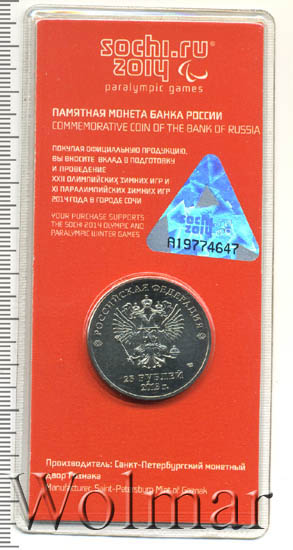 sochi.ru
2014
paralympic games
ПАМЯТНАЯ МОНЕТА БАНКА РОССИИ
COMMEMORATIVE COIN OF THE BANK OF RUSSIA
ПОКУПАЯ ОФИЦИАЛЬНУЮ ПРОДУКЦИЮ,
ВЫ ВНОСИТЕ ВКЛАД В ПОДГОТОВКУ
И ПРОВЕДЕНИЕ
XXII ОЛИМПИЙСКИХ ЗИМНИХ ИГР И
XI ПАРАЛИМПИЙСКИХ ЗИМНИХ ИГР
2014 ГОДА В ГОРОДЕ СОЧИ
YOUR PURCHASE SUPPORTS
THE SOCHI 2014 OLYMPIC AND
PARALYMPIC WINTER GAMES
sochi
2014
A19774647
РОССИЙСКАЯ ФЕДЕРАЦИЯ
25 РУБЛЕЙ
2013 г.
Производитель: Санкт-Петербургский монетный
двор Гознака
Manufacturer: Saint-Petersburg Mint of Goznak
Wolmar